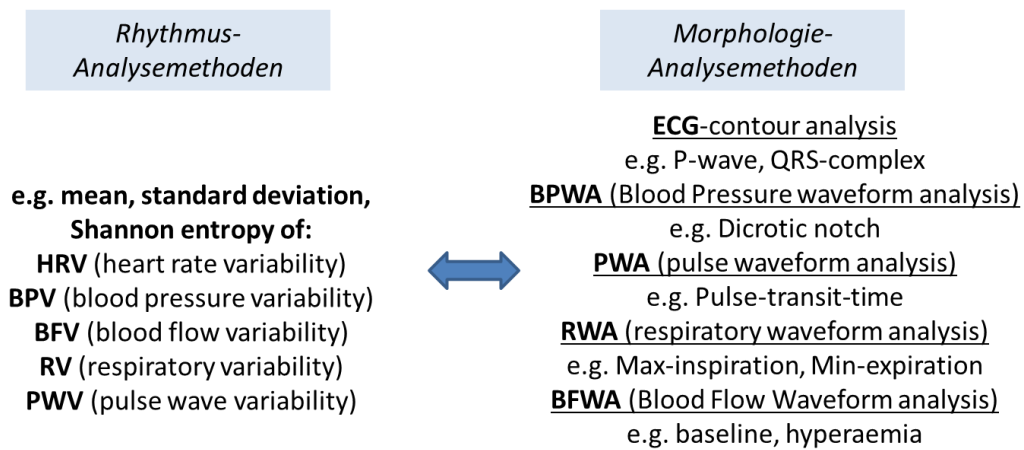 Rhythmus-
Analysemethoden
e.g. mean, standard deviation,
Shannon entropy of:
HRV (heart rate variability)
BPV (blood pressure variability)
BFV (blood flow variability)
RV (respiratory variability)
PWV (pulse wave variability)
Morphologie-
Analysemethoden
ECG-contour analysis
e.g. P-wave, QRS-complex
BPWA (Blood Pressure waveform analysis)
e.g. Dicrotic notch
PWA (pulse waveform analysis)
e.g. Pulse-transit-time
RWA (respiratory waveform analysis)
e.g. Max-inspiration, Min-expiration
BFWA (Blood Flow Waveform analysis)
e.g. baseline, hyperaemia